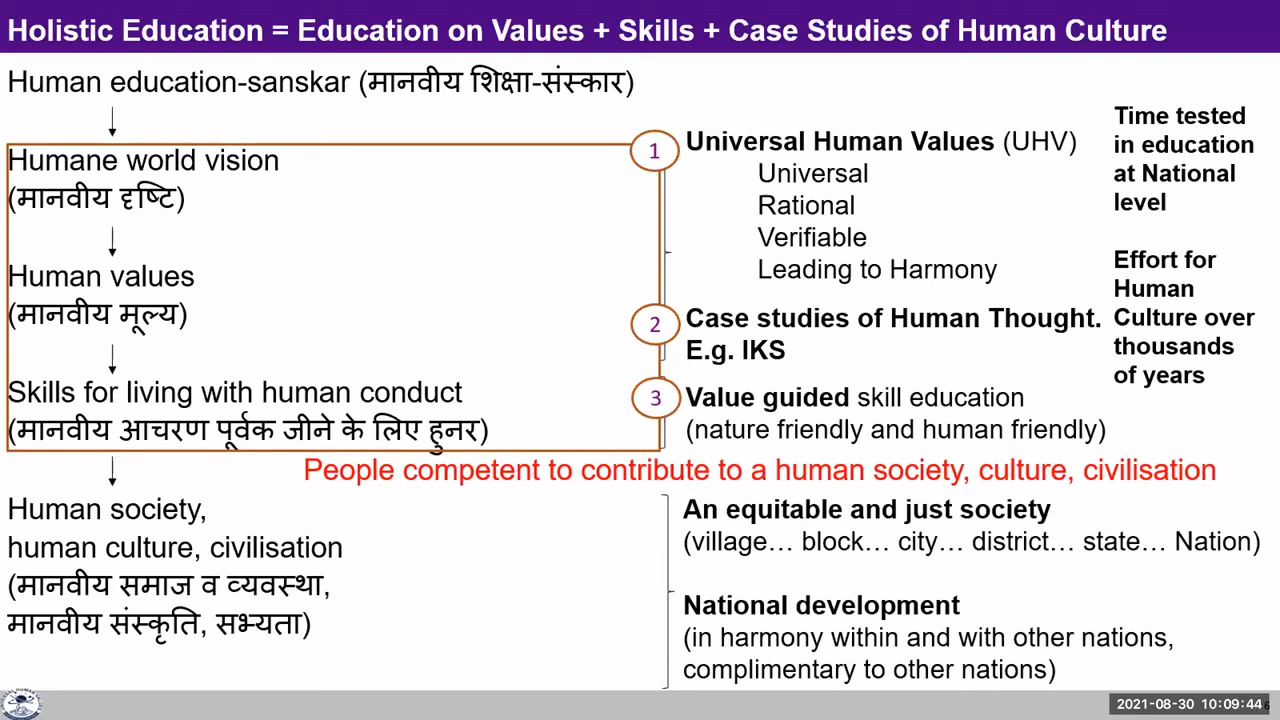 Holistic Education = Education on Values + Skills + Case Studies of Human Culture
Human education-sanskar (मानवीय शिक्षा-संस्कार)
Humane world vision
(मानवीय दृष्टि)
Human values
(मानवीय मूल्य)
Skills for living with human conduct
(मानवीय आचरण पूर्वक जीने के लिए हुनर)
1
Universal Human Values (UHV)
Universal
Rational
Verifiable
Leading to Harmony
2
Case studies of Human Thought.
E.g. IKS
3
Value guided skill education
(nature friendly and human friendly)
Time tested
in education
at National
level
Effort for
Human
Culture over
thousands
of years
People competent to contribute to a human society, culture, civilisation
Human society,
human culture, civilisation
(मानवीय समाज व व्यवस्था,
मानवीय संस्कृति, सभ्यता)
An equitable and just society
(village… block… city… district… state… Nation)
National development
(in harmony within and with other nations,
complimentary to other nations)
2021-08-30 10:09:44
6